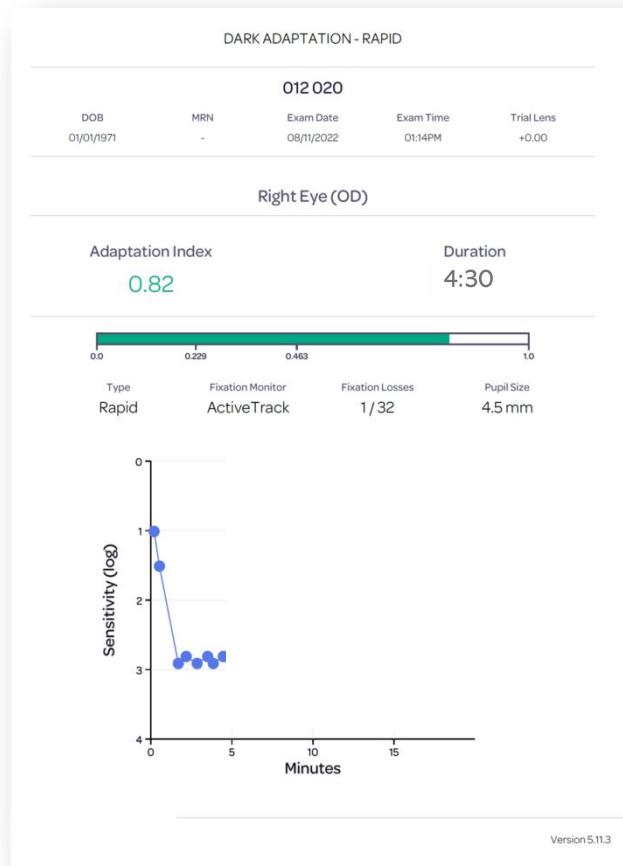 DARK ADAPTATION - RAPID
012 020
DOB MRN Exam Date Exam Time Trial Lens
01/01/1971 - 08/11/2022 01:14PM +0.00
Right Eye (OD)
Adaptation Index Duration
0.82 4:30
0.0 0.229 0.463 1.0
Type Fixation Monitor Fixation Losses Pupil Size
Rapid ActiveTrack 1 / 32 4.5 mm
Sensitivity (log)
0
1
2
3
4
0 5 10 15
Minutes
Version 5.11.3